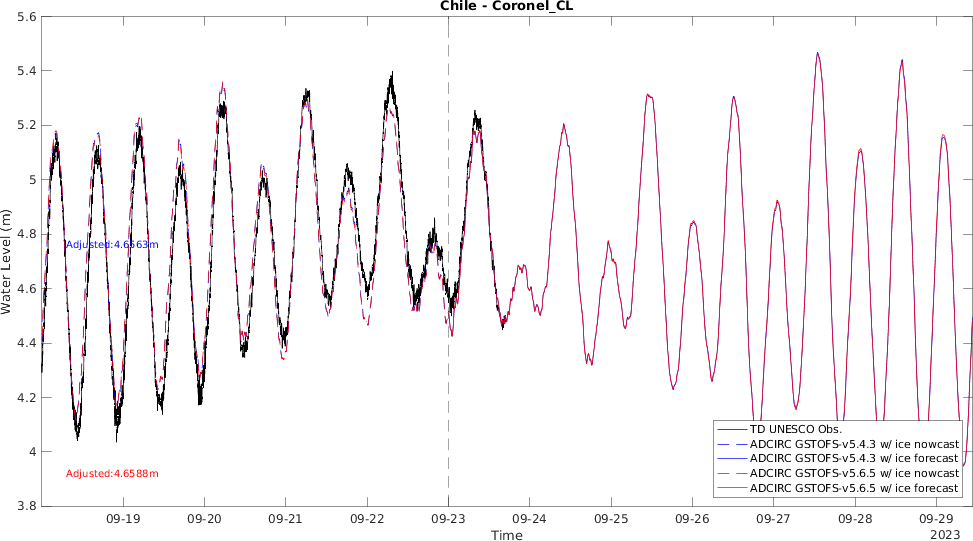 Chile - Coronel_CL
Water Level (m)
5.6
5.4
5.2
5
4.8
4.6
4.4
4.2
4
3.8
Adjusted:4.6563m
Adjusted:4.6588m
TD UNESCO Obs.
ADCIRC GSTOFS-v5.4.3 w/ ice nowcast
ADCIRC GSTOFS-v5.4.3 w/ ice forecast
ADCIRC GSTOFS-v5.6.5 w/ ice nowcast
ADCIRC GSTOFS-v5.6.5 w/ ice forecast
09-19 09-20 09-21 09-22 09-23 09-24 09-25 09-26 09-27 09-28 09-29
2023
Time